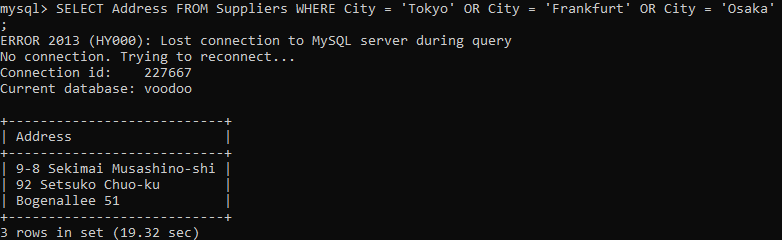 mysql> SELECT Address FROM Suppliers WHERE City = 'Tokyo' OR City = 'Frankfurt' OR City = 'Osaka'
;
ERROR 2013 (HY000): Lost connection to MySQL server during query
No connection. Trying to reconnect...
Connection id:    227667
Current database: voodoo

+---------------------------+
| Address                   |
+---------------------------+
| 9-8 Sekimai Musashino-shi |
| 92 Setsuko Chuo-ku        |
| Bogenallee 51             |
+---------------------------+
3 rows in set (19.32 sec)